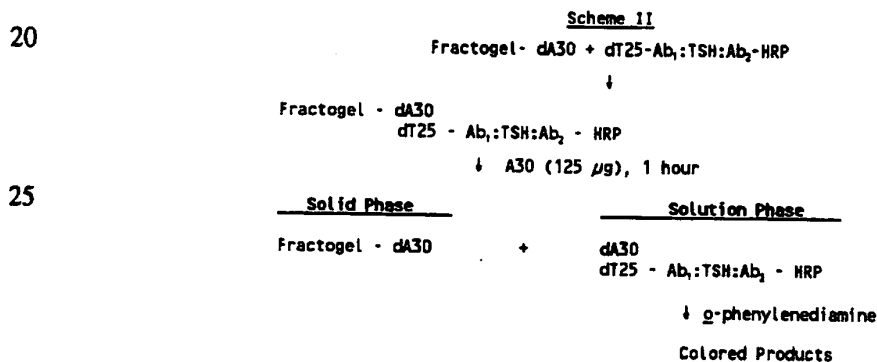 Scheme II
20
Fractogel- dA30 + dT25-Ab₁:TSH:Ab₂-HRP
↓
Fractogel - dA30
dT25 - Ab₁:TSH:Ab₂ - HRP
↓ A30 (125 µg), 1 hour
25
Solid Phase Solution Phase
Fractogel - dA30 + dA30
dT25 - Ab₁:TSH:Ab₂ - HRP
↓ o-phenylenediamine
Colored Products